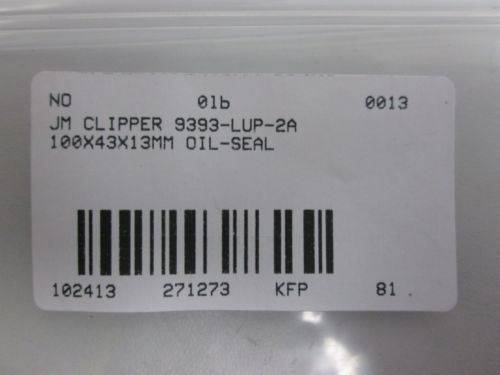 NO 01b 0013
JM CLIPPER 9393-LUP-2A
100X43X13MM OIL-SEAL
102413 271273 KFP 81 .